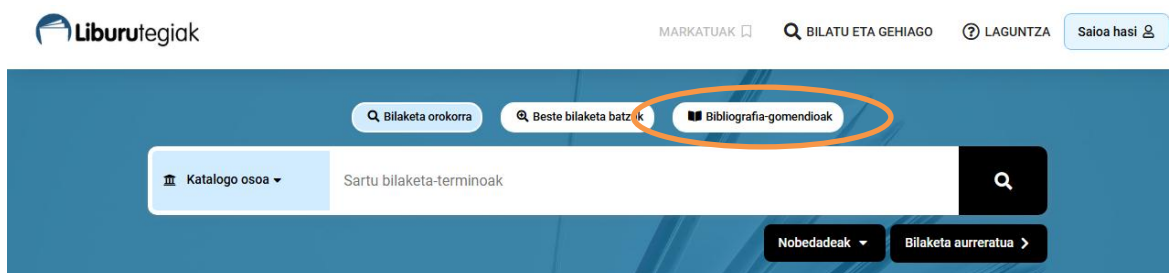 Liburutegiak
MARKATUAK BILATU ETA GEHIAGO LAGUNTZA Saioa hasi
Bilaketa orokorra Beste bilaketa batzuk Bibliografia-gomendioak
Katalogo osoa Sartu bilaketa-terminoak
Nobedadeak Bilaketa aurreratua